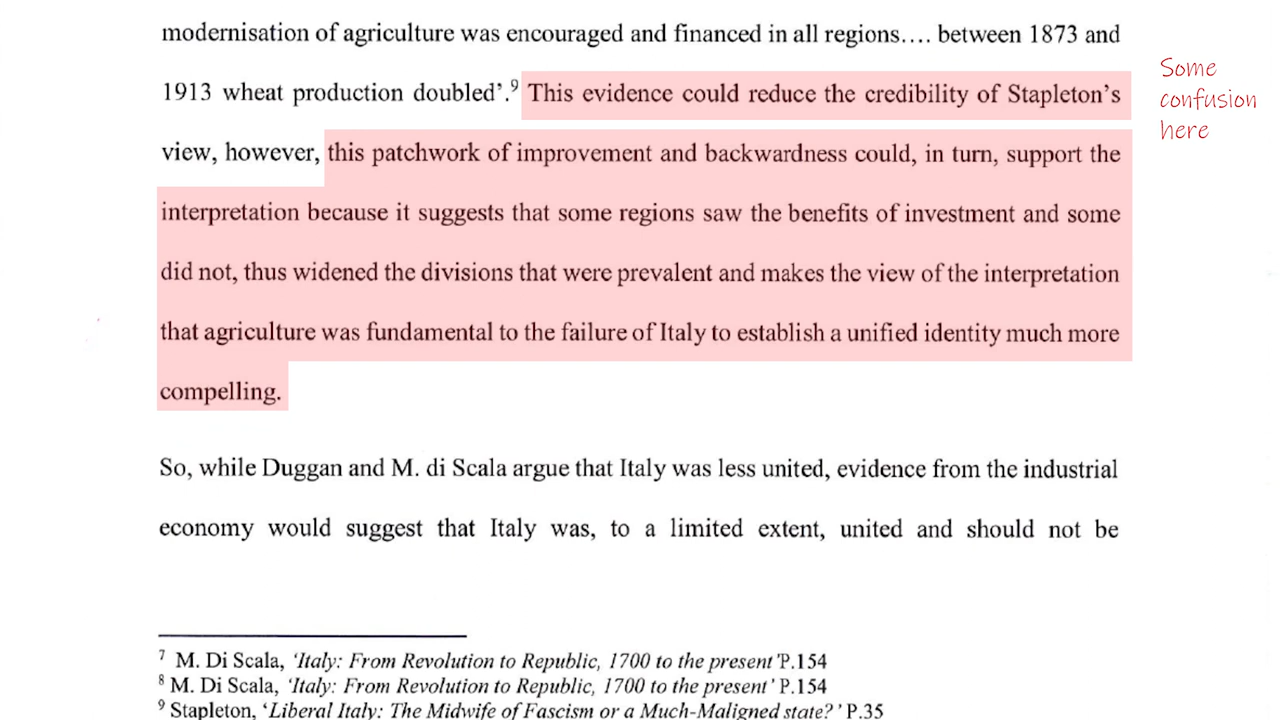 modernisation of agriculture was encouraged and financed in all regions…. between 1873 and
1913 wheat production doubled’.⁹ This evidence could reduce the credibility of Stapleton’s
view, however, this patchwork of improvement and backwardness could, in turn, support the
interpretation because it suggests that some regions saw the benefits of investment and some
did not, thus widened the divisions that were prevalent and makes the view of the interpretation
that agriculture was fundamental to the failure of Italy to establish a unified identity much more
compelling.
Some
confusion
here
So, while Duggan and M. di Scala argue that Italy was less united, evidence from the industrial
economy would suggest that Italy was, to a limited extent, united and should not be
⁷ M. Di Scala, ‘Italy: From Revolution to Republic, 1700 to the present’P.154
⁸ M. Di Scala, ‘Italy: From Revolution to Republic, 1700 to the present’ P.154
⁹ Stapleton, ‘Liberal Italy: The Midwife of Fascism or a Much-Maligned state?’ P.35